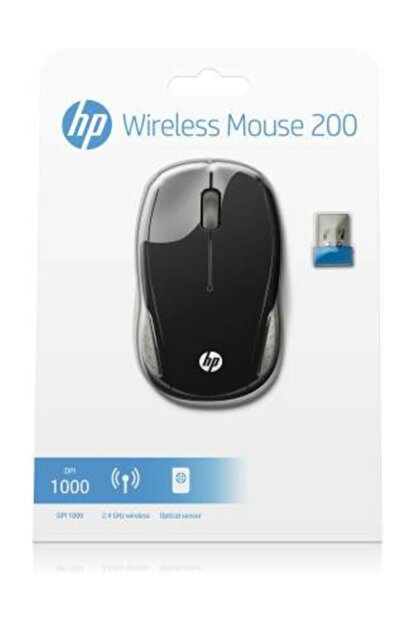 hp Wireless Mouse 200
hp
DPI
1000
DPI 1000 2.4 GHz wireless Optical sensor